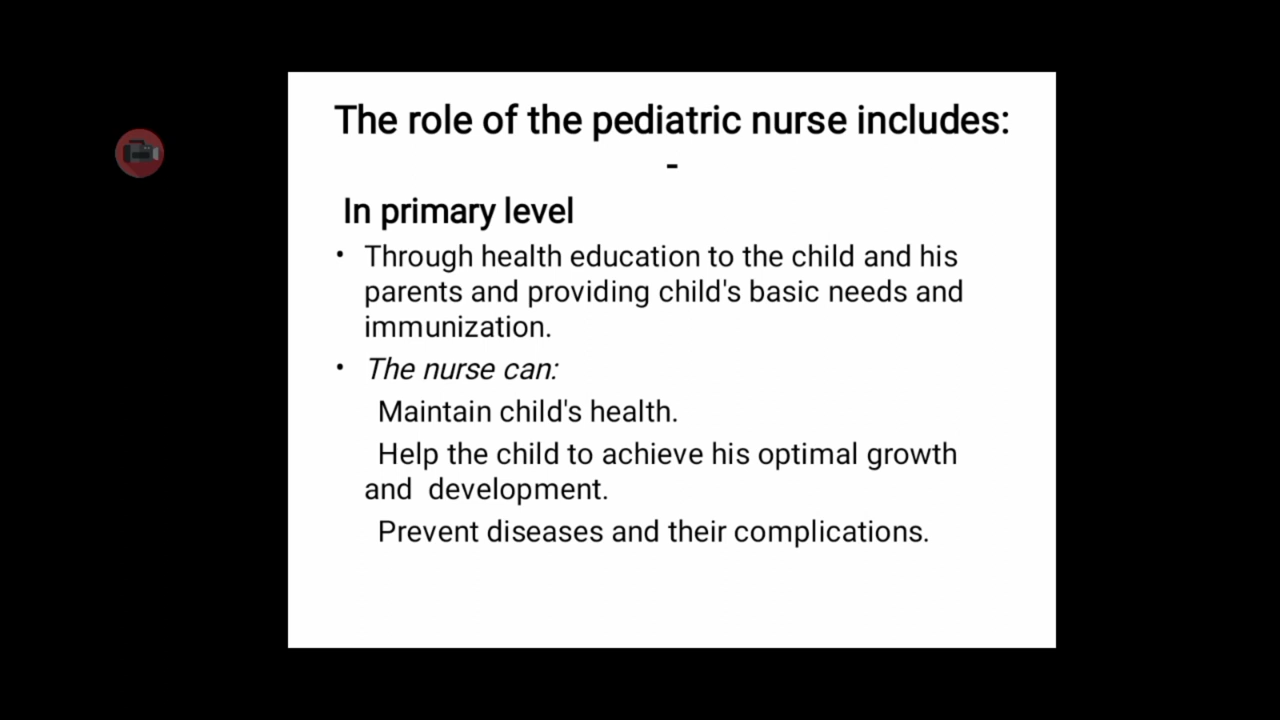 The role of the pediatric nurse includes:
-
In primary level
• Through health education to the child and his
parents and providing child's basic needs and
immunization.
• The nurse can:
Maintain child's health.
Help the child to achieve his optimal growth
and  development.
Prevent diseases and their complications.